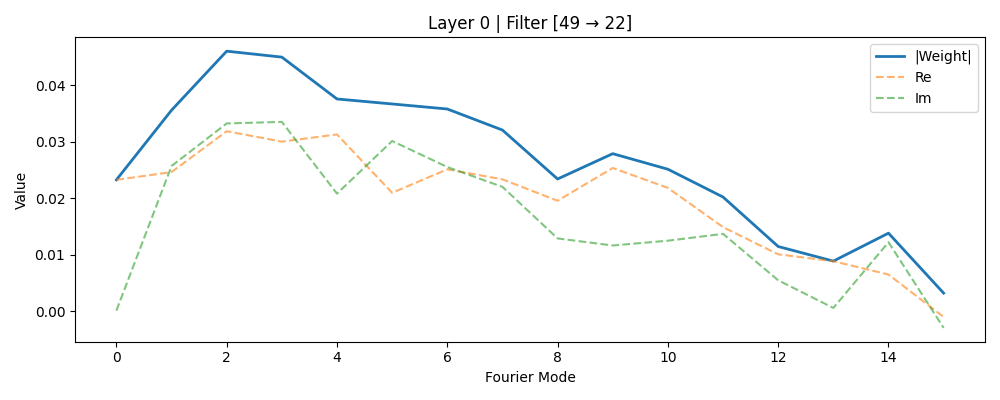 Layer 0 | Filter [49 → 22]
|Weight|
Re
Im
Value
0.04
0.03
0.02
0.01
0.00
0 2 4 6 8 10 12 14
Fourier Mode